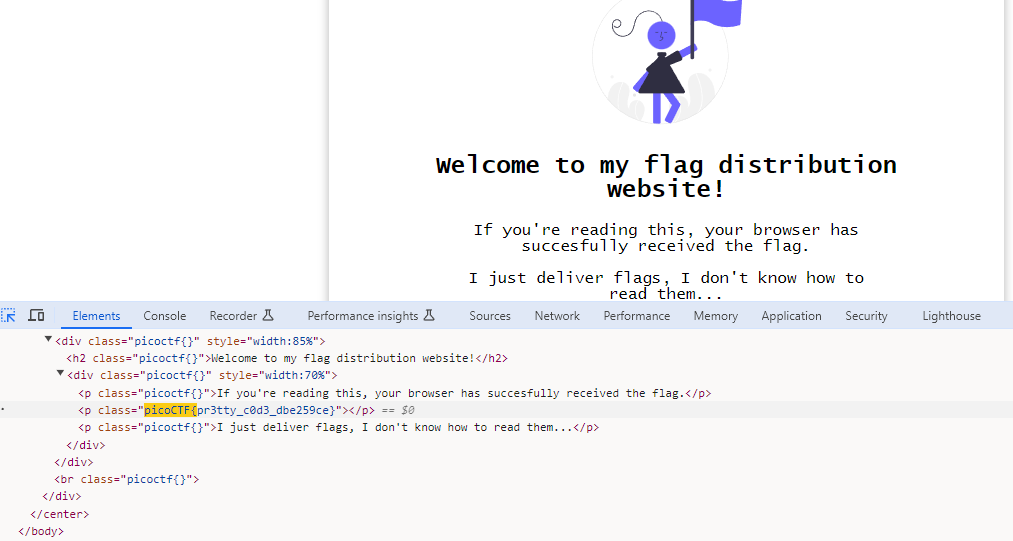 Welcome to my flag distribution
website!
If you're reading this, your browser has
succesfully received the flag.
I just deliver flags, I don't know how to
read them...
Elements Console Recorder Performance insights Sources Network Performance Memory Application Security Lighthouse
<div class="picoctf{}" style="width:85%">
<h2 class="picoctf{}">Welcome to my flag distribution website!</h2>
<div class="picoctf{}" style="width:70%">
<p class="picoctf{}">If you're reading this, your browser has succesfully received the flag.</p>
<p class="picoCTF{pr3tty_c0d3_dbe259ce}"></p> == $0
<p class="picoctf{}">I just deliver flags, I don't know how to read them...</p>
</div>
</div>
<br class="picoctf{}">
</div>
</center>
</body>